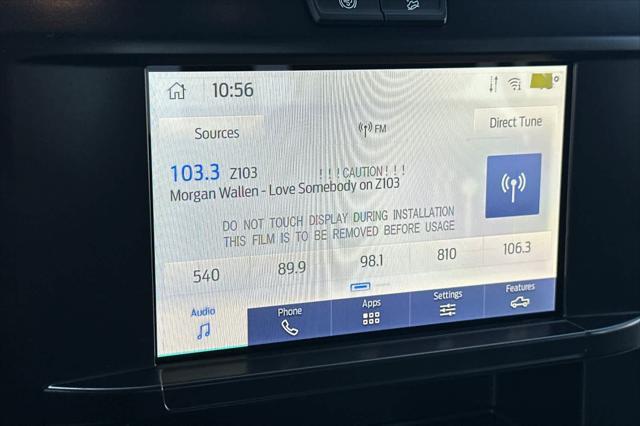 10:56
Sources
FM
Direct Tune
103.3 Z103
! ! ! CAUTION ! ! !
Morgan Wallen - Love Somebody on Z103
DO NOT TOUCH DISPLAY DURING INSTALLATION
THIS FILM IS TO BE REMOVED BEFORE USAGE
540 89.9 98.1 810 106.3
Audio Phone Apps Settings Features